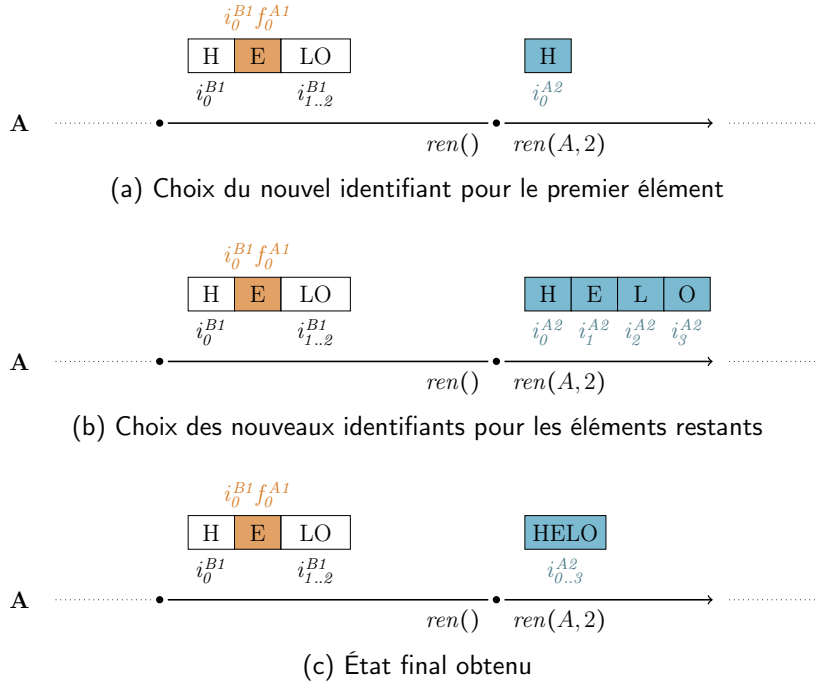 i_0^{B1} f_0^{A1}
H E LO H
i_0^{B1} i_{1..2}^{B1} i_0^{A2}
A
ren() ren(A, 2)
(a) Choix du nouvel identifiant pour le premier élément
i_0^{B1} f_0^{A1}
H E LO H E L O
i_0^{B1} i_{1..2}^{B1} i_0^{A2} i_1^{A2} i_2^{A2} i_3^{A2}
A
ren() ren(A, 2)
(b) Choix des nouveaux identifiants pour les éléments restants
i_0^{B1} f_0^{A1}
H E LO HELO
i_0^{B1} i_{1..2}^{B1} i_{0..3}^{A2}
A
ren() ren(A, 2)
(c) État final obtenu